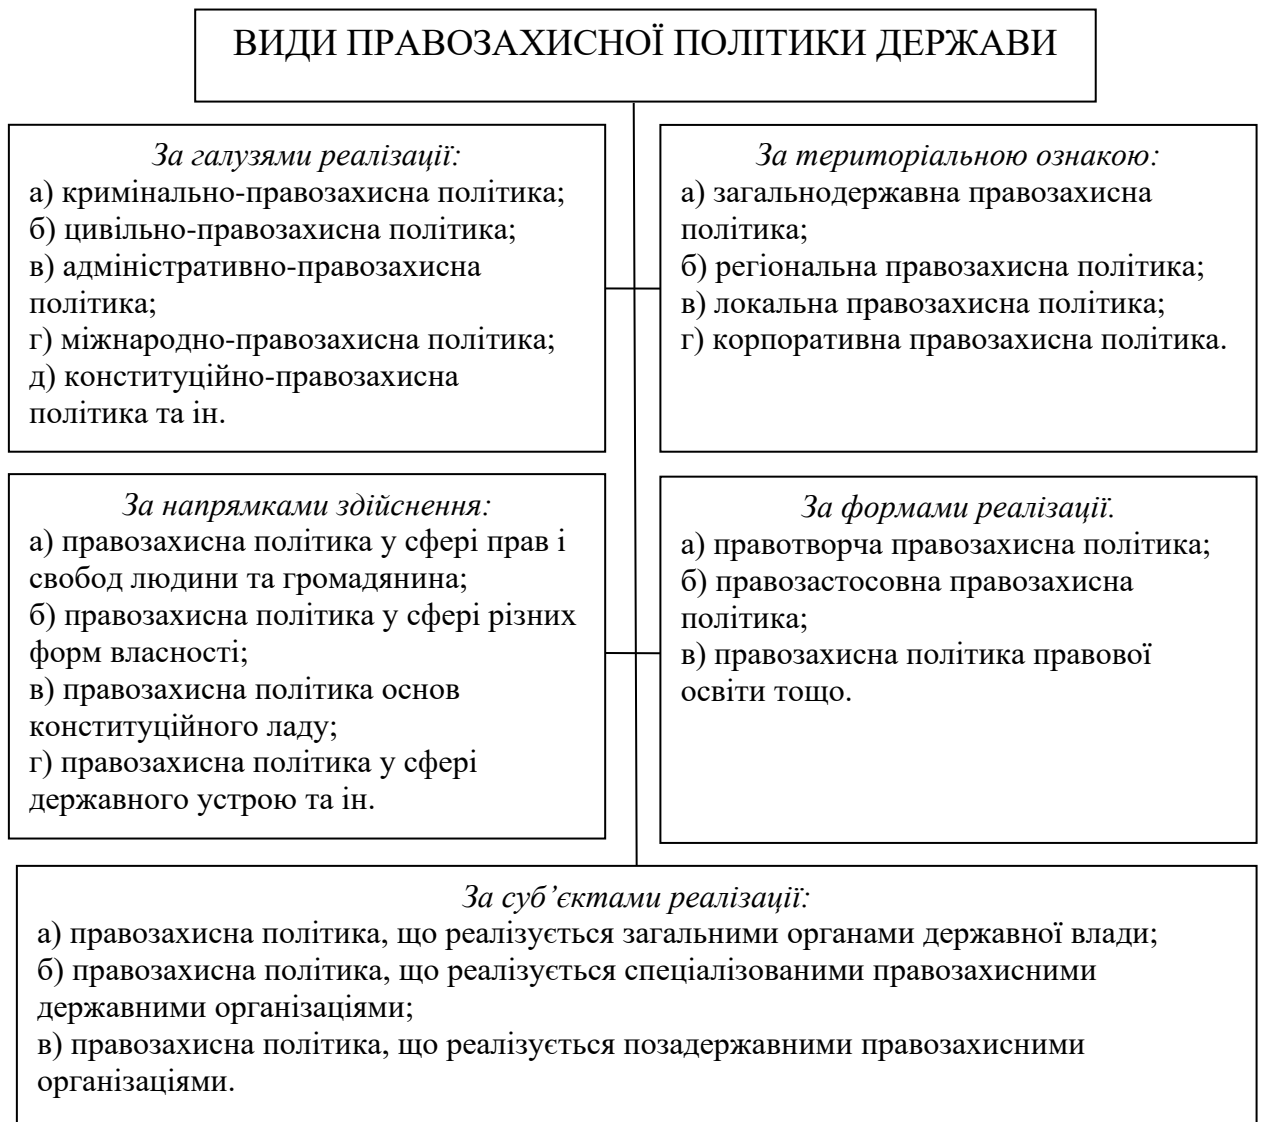 ВИДИ ПРАВОЗАХИСНОЇ ПОЛІТИКИ ДЕРЖАВИ
За галузями реалізації:
а) кримінально-правозахисна політика;
б) цивільно-правозахисна політика;
в) адміністративно-правозахисна
політика;
г) міжнародно-правозахисна політика;
д) конституційно-правозахисна
політика та ін.
За територіальною ознакою:
а) загальнодержавна правозахисна
політика;
б) регіональна правозахисна політика;
в) локальна правозахисна політика;
г) корпоративна правозахисна політика.
За напрямками здійснення:
а) правозахисна політика у сфері прав і
свобод людини та громадянина;
б) правозахисна політика у сфері різних
форм власності;
в) правозахисна політика основ
конституційного ладу;
г) правозахисна політика у сфері
державного устрою та ін.
За формами реалізації.
а) правотворча правозахисна політика;
б) правозастосовна правозахисна
політика;
в) правозахисна політика правової
освіти тощо.
За суб’єктами реалізації:
а) правозахисна політика, що реалізується загальними органами державної влади;
б) правозахисна політика, що реалізується спеціалізованими правозахисними
державними організаціями;
в) правозахисна політика, що реалізується позадержавними правозахисними
організаціями.